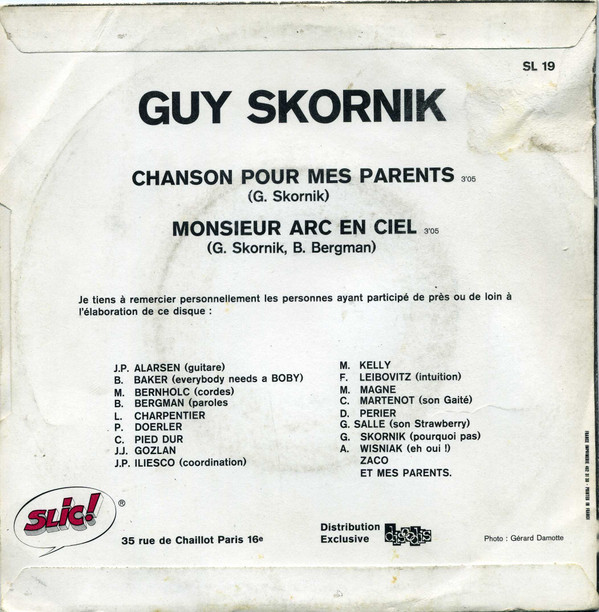 SL 19
GUY SKORNIK
CHANSON POUR MES PARENTS 3'05
(G. Skornik)
MONSIEUR ARC EN CIEL 3'05
(G. Skornik, B. Bergman)
Je tiens à remercier personnellement les personnes ayant participé de près ou de loin à
l'élaboration de ce disque :
J.P. ALARSEN (guitare)
B. BAKER (everybody needs a BOBY)
M. BERNHOLC (cordes)
B. BERGMAN (paroles
L. CHARPENTIER
P. DOERLER
C. PIED DUR
J.J. GOZLAN
J.P. ILIESCO (coordination)
M. KELLY
F. LEIBOVITZ (intuition)
M. MAGNE
C. MARTENOT (son Gaité)
D. PERIER
G. SALLE (son Strawberry)
G. SKORNIK (pourquoi pas)
A. WISNIAK (eh oui !)
ZACO
ET MES PARENTS.
SLIC! ®
35 rue de Chaillot Paris 16e
Distribution
Exclusive
discodis
Photo : Gérard Damotte